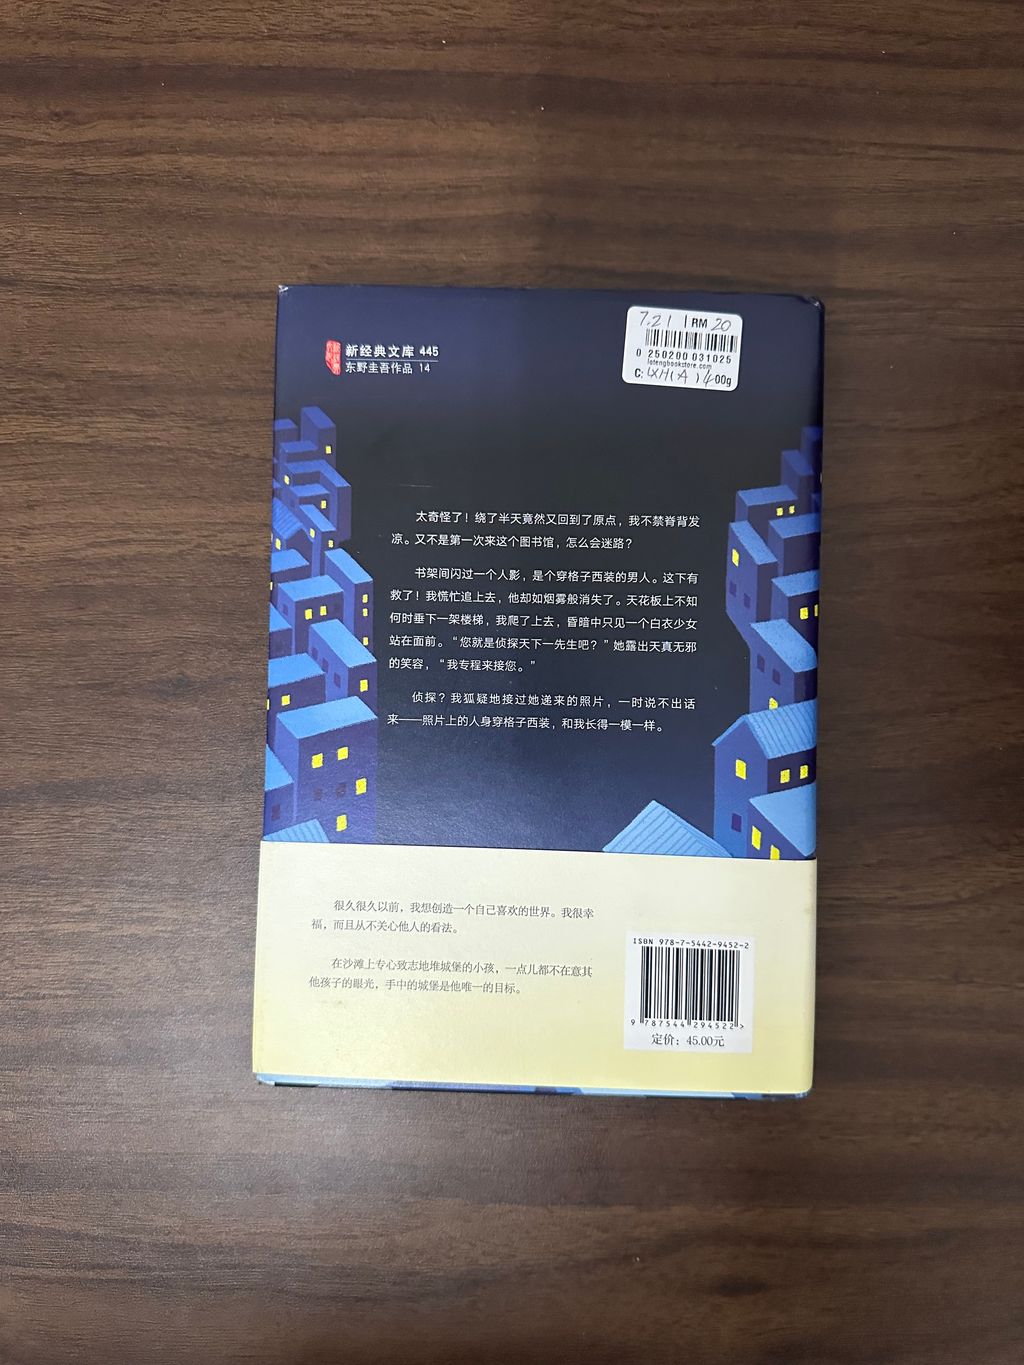 新经典文库 445
东野圭吾作品 14
7.21 RM 20
0 250200 031025
lotengbookstore.com
C: WXH(A) 400g
太奇怪了！绕了半天竟然又回到了原点，我不禁脊背发
凉。又不是第一次来这个图书馆，怎么会迷路？
书架间闪过一个人影，是个穿格子西装的男人。这下有
救了！我慌忙追上去，他却如烟雾般消失了。天花板上不知
何时垂下一架楼梯，我爬了上去，昏暗中只见一个白衣少女
站在面前。“您就是侦探天下一先生吧？”她露出天真无邪
的笑容，“我专程来接您。”
侦探？我狐疑地接过她递来的照片，一时说不出话
来——照片上的人身穿格子西装，和我长得一模一样。
很久很久以前，我想创造一个自己喜欢的世界。我很幸
福，而且从不关心他人的看法。
在沙滩上专心致志地堆城堡的小孩，一点儿都不在意其
他孩子的眼光，手中的城堡是他唯一的目标。
ISBN 978-7-5442-9452-2
9 787544 294522 >
定价：45.00元